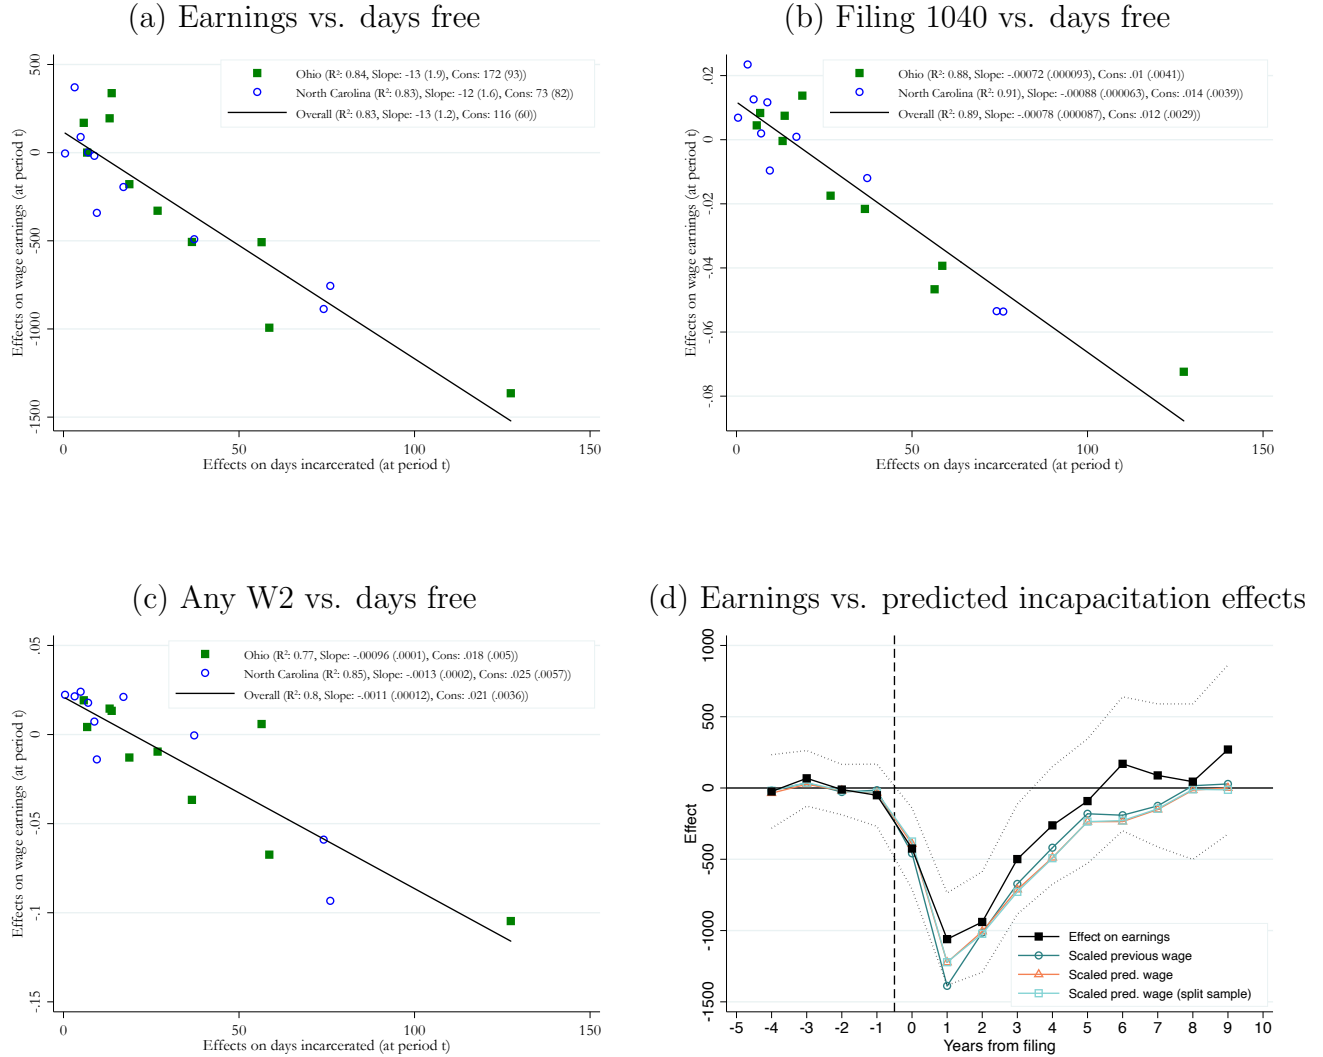 (a) Earnings vs. days free
Ohio (R²: 0.84, Slope: -13 (1.9), Cons: 172 (93))
North Carolina (R²: 0.83, Slope: -12 (1.6), Cons: 73 (82))
Overall (R²: 0.83, Slope: -13 (1.2), Cons: 116 (60))
Effects on wage earnings (at period t)
500
0
-500
-1000
-1500
0 50 100 150
Effects on days incarcerated (at period t)
(b) Filing 1040 vs. days free
Ohio (R²: 0.88, Slope: -.00072 (.000093), Cons: .01 (.0041))
North Carolina (R²: 0.91), Slope: -.00088 (.000063), Cons: .014 (.0039))
Overall (R²: 0.89, Slope: -.00078 (.000087), Cons: .012 (.0029))
Effects on wage earnings (at period t)
.02
0
-.02
-.04
-.06
-.08
0 50 100 150
Effects on days incarcerated (at period t)
(c) Any W2 vs. days free
Ohio (R²: 0.77, Slope: -.00096 (.0001), Cons: .018 (.005))
North Carolina (R²: 0.85), Slope: -.0013 (.0002), Cons: .025 (.0057))
Overall (R²: 0.8, Slope: -.0011 (.00012), Cons: .021 (.0036))
Effects on wage earnings (at period t)
.05
0
-.05
-.1
-.15
0 50 100 150
Effects on days incarcerated (at period t)
(d) Earnings vs. predicted incapacitation effects
Effect
1000
500
0
-500
-1000
-1500
Effect on earnings
Scaled previous wage
Scaled pred. wage
Scaled pred. wage (split sample)
-5 -4 -3 -2 -1 0 1 2 3 4 5 6 7 8 9 10
Years from filing